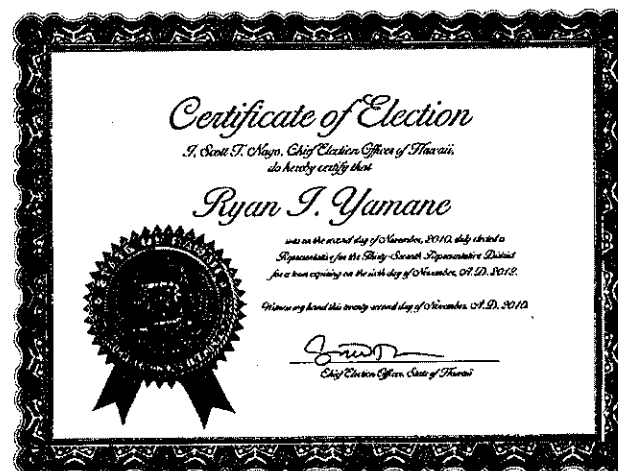 Certificate of Election
I, Scott T. Nago, Chief Election Officer of Hawaii,
do hereby certify that
Ryan I. Yamane
was on the second day of November, 2010, duly elected a
Representative for the Thirty-Seventh Representative District
for a term expiring on the sixth day of November, A.D. 2012.
Witness my hand this twenty-second day of November, A.D. 2010.
Chief Election Officer, State of Hawaii